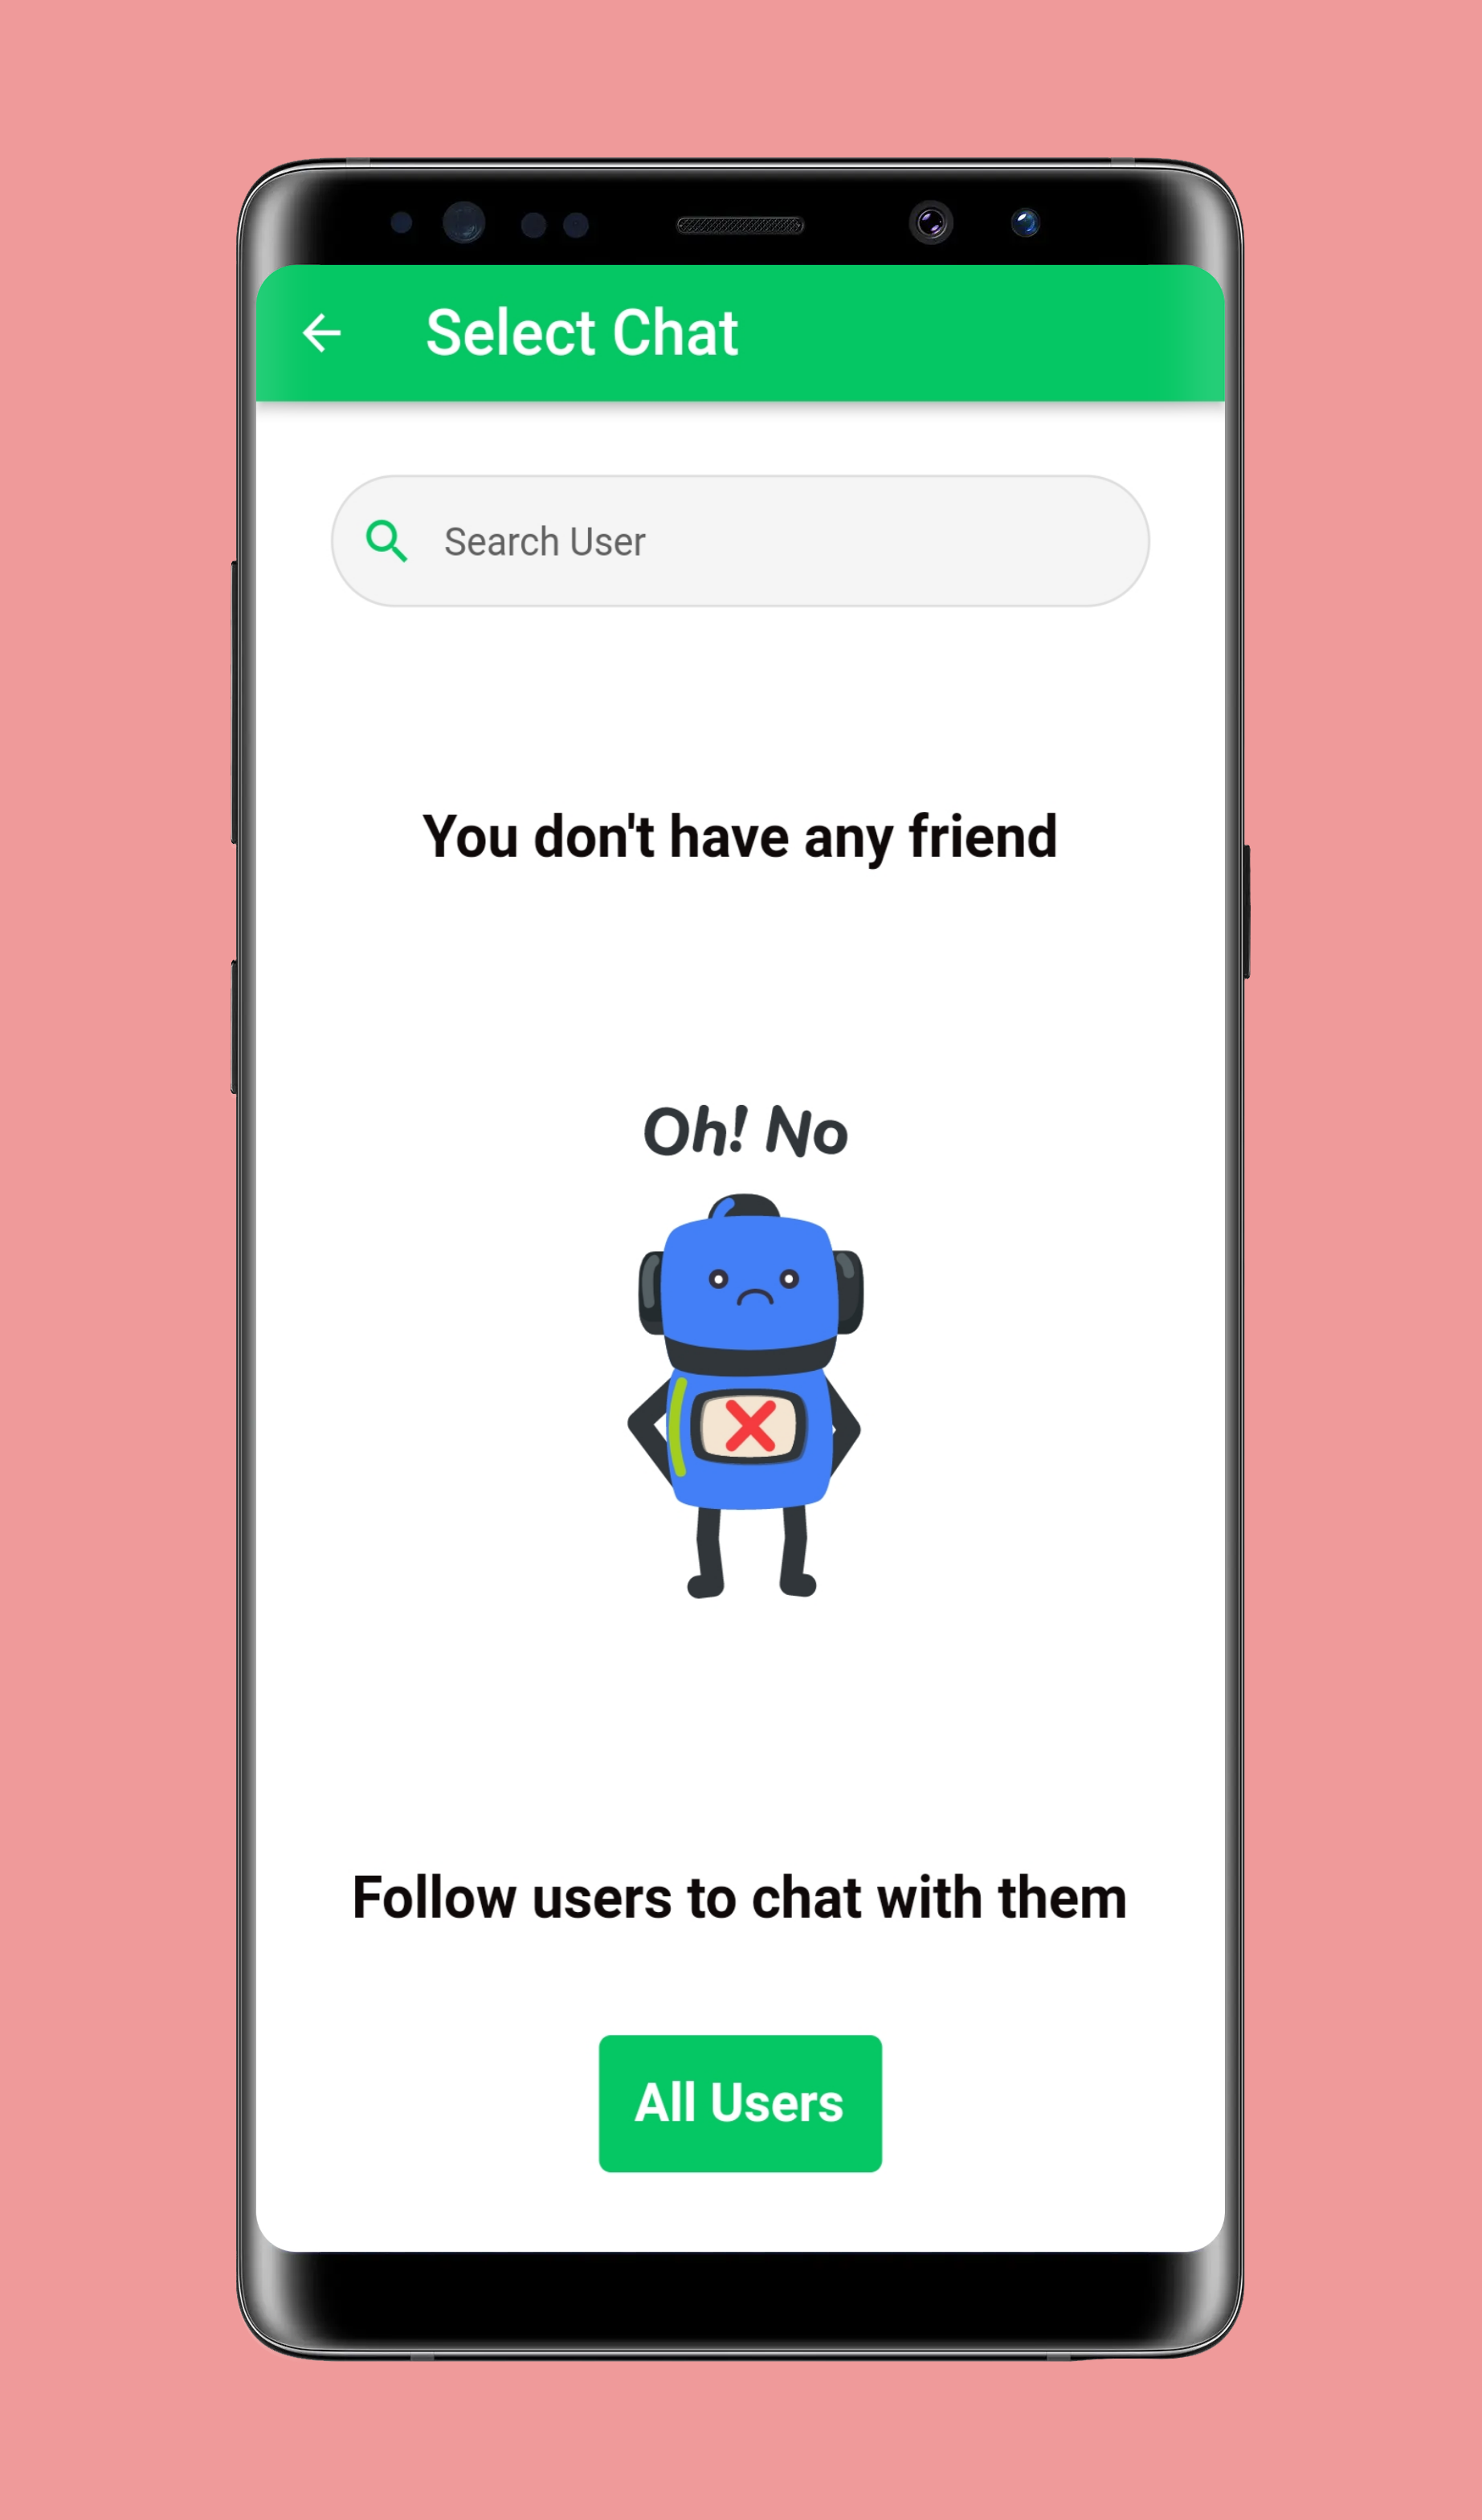 Select Chat
Search User
You don't have any friend
Oh! No
Follow users to chat with them
All Users